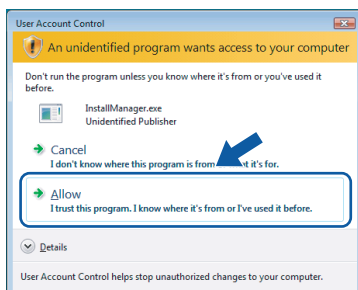 User Account Control
An unidentified program wants access to your computer
Don't run the program unless you know where it's from or you've used it
before.
InstallManager.exe
Unidentified Publisher
Cancel
I don't know where this program is from it's for.
Allow
I trust this program. I know where it's from or I've used it before.
Details
User Account Control helps stop unauthorized changes to your computer.